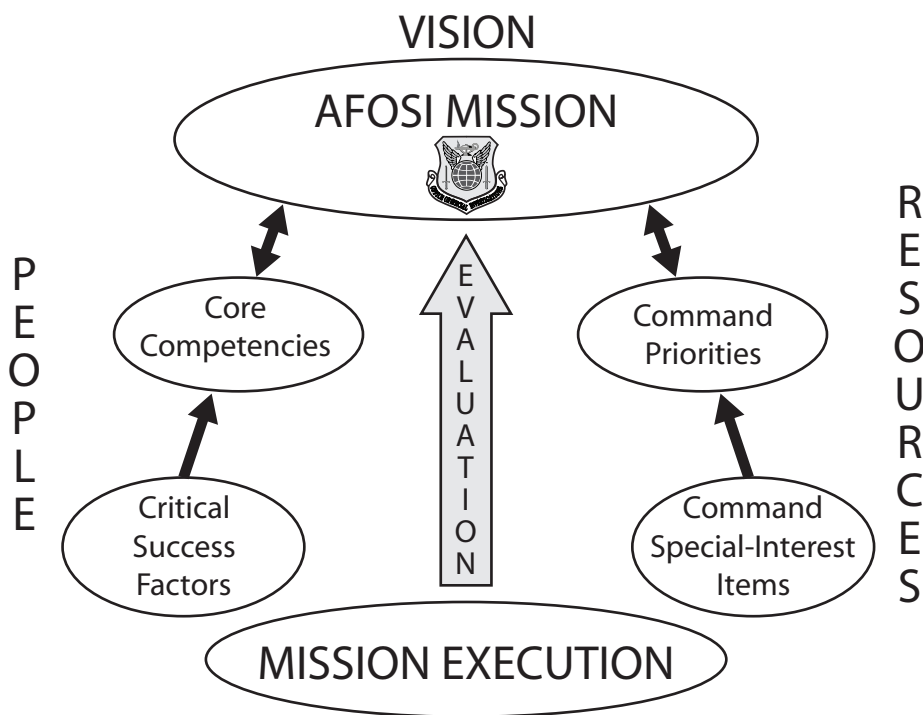 VISION
AFOSI MISSION
PEOPLE
Core
Competencies
EVALUATION
Command
Priorities
RESOURCES
Critical
Success
Factors
Command
Special-Interest
Items
MISSION EXECUTION